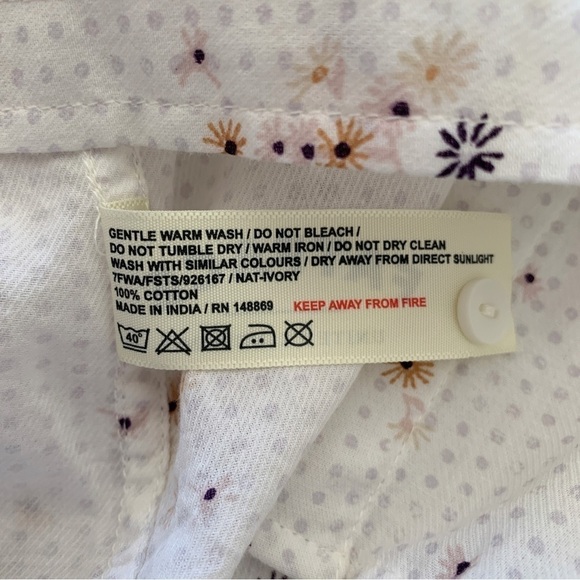 GENTLE WARM WASH / DO NOT BLEACH /
DO NOT TUMBLE DRY / WARM IRON / DO NOT DRY CLEAN
WASH WITH SIMILAR COLOURS / DRY AWAY FROM DIRECT SUNLIGHT
7FWA/FSTS/926167 / NAT-IVORY
100% COTTON
MADE IN INDIA / RN 148869 KEEP AWAY FROM FIRE
40°